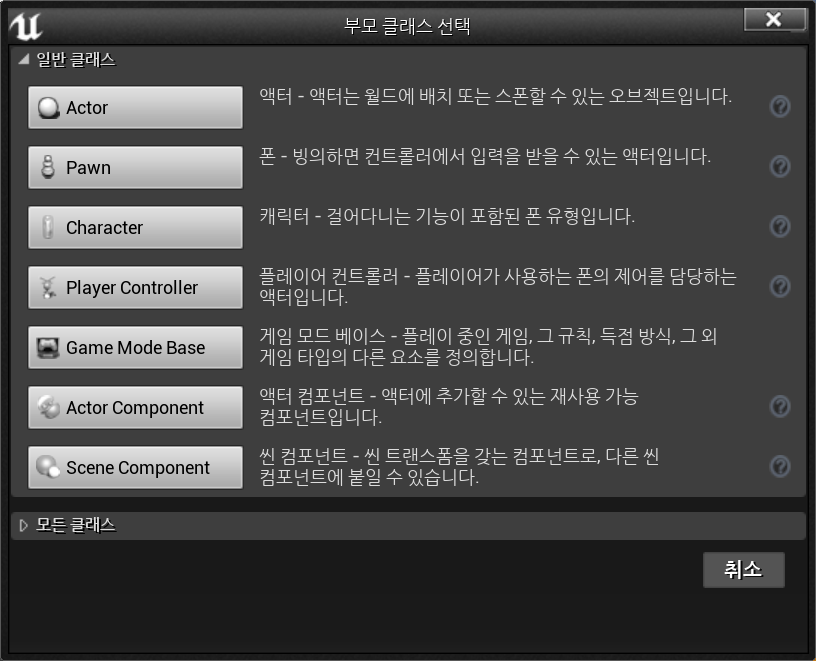 부모 클래스 선택
일반 클래스
Actor
액터 - 액터는 월드에 배치 또는 스폰할 수 있는 오브젝트입니다.
Pawn
폰 - 빙의하면 컨트롤러에서 입력을 받을 수 있는 액터입니다.
Character
캐릭터 - 걸어다니는 기능이 포함된 폰 유형입니다.
Player Controller
플레이어 컨트롤러 - 플레이어가 사용하는 폰의 제어를 담당하는
액터입니다.
Game Mode Base
게임 모드 베이스 - 플레이 중인 게임, 그 규칙, 득점 방식, 그 외
게임 타입의 다른 요소를 정의합니다.
Actor Component
액터 컴포넌트 - 액터에 추가할 수 있는 재사용 가능
컴포넌트입니다.
Scene Component
씬 컴포넌트 - 씬 트랜스폼을 갖는 컴포넌트로, 다른 씬
컴포넌트에 붙일 수 있습니다.
모든 클래스
취소